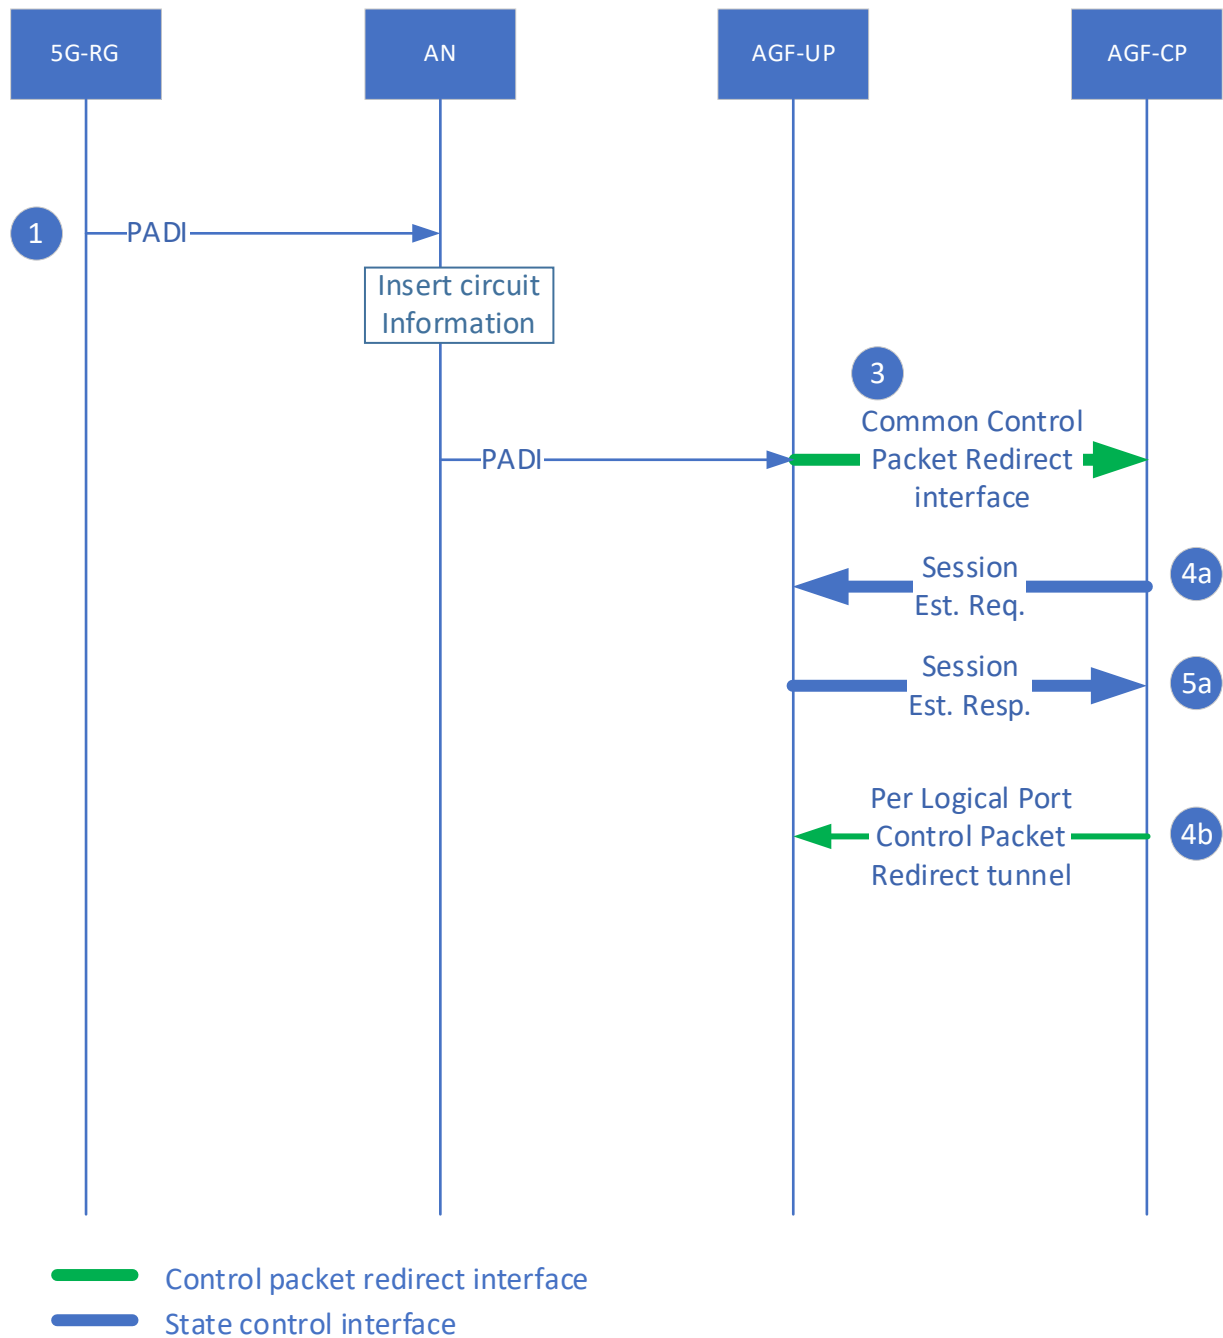 5G-RG
AN
AGF-UP
AGF-CP
1
PADI
Insert circuit
Information
3
Common Control
PADI
Packet Redirect
interface
Session
Est. Req.
4a
Session
Est. Resp.
5a
Per Logical Port
Control Packet
Redirect tunnel
4b
Control packet redirect interface
State control interface